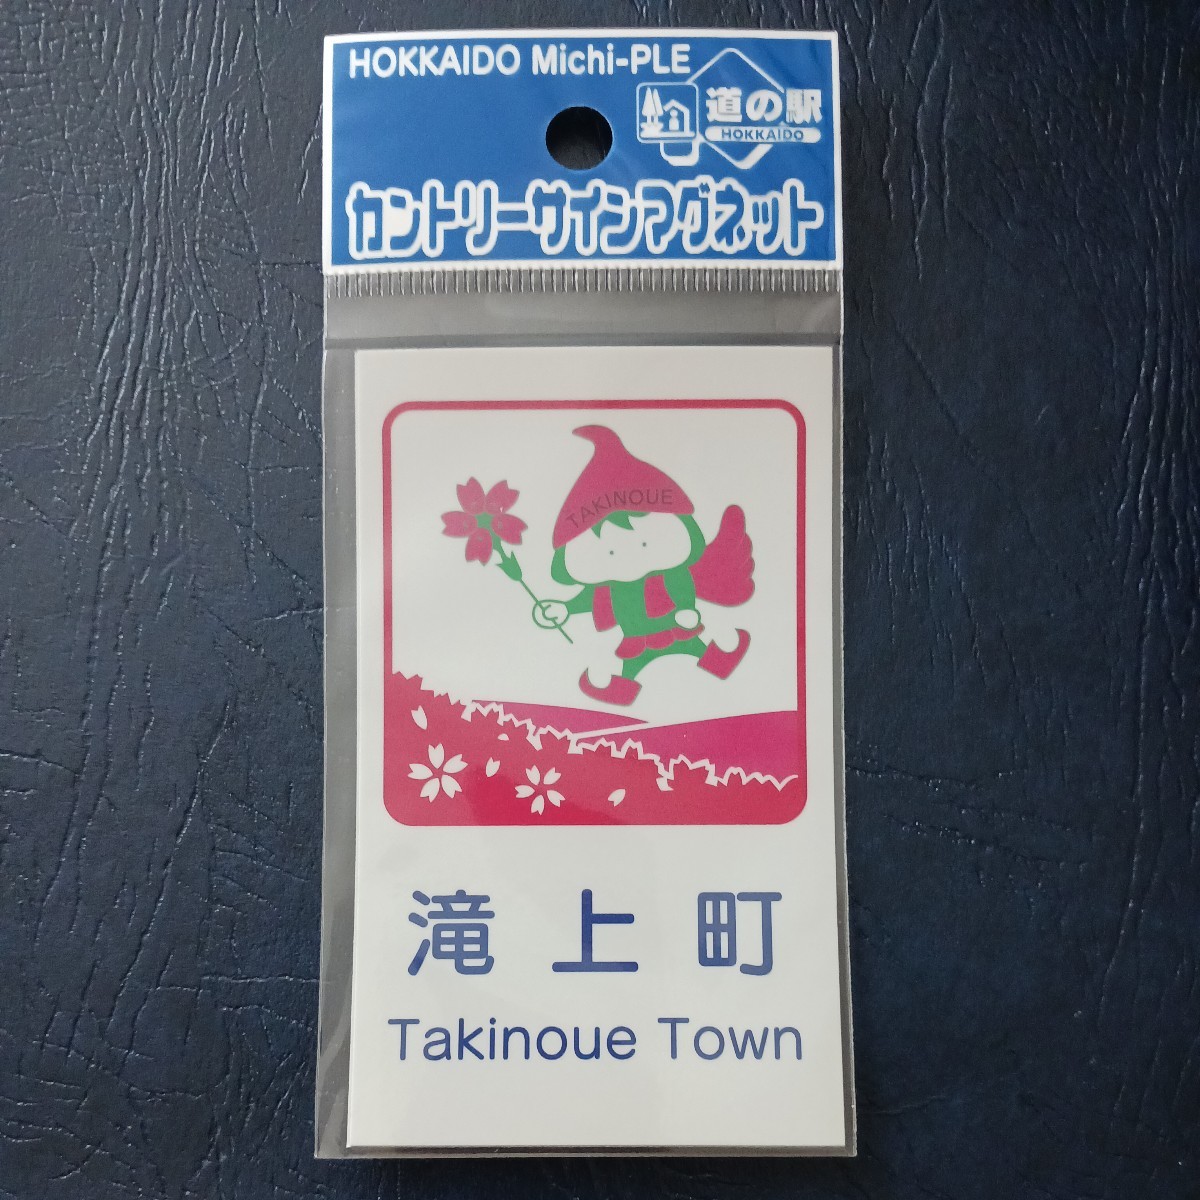 HOKKAIDO Michi-PLE
道の駅
HOKKAIDO
カントリーサインマグネット
TAKINOUE
滝上町
Takinoue Town